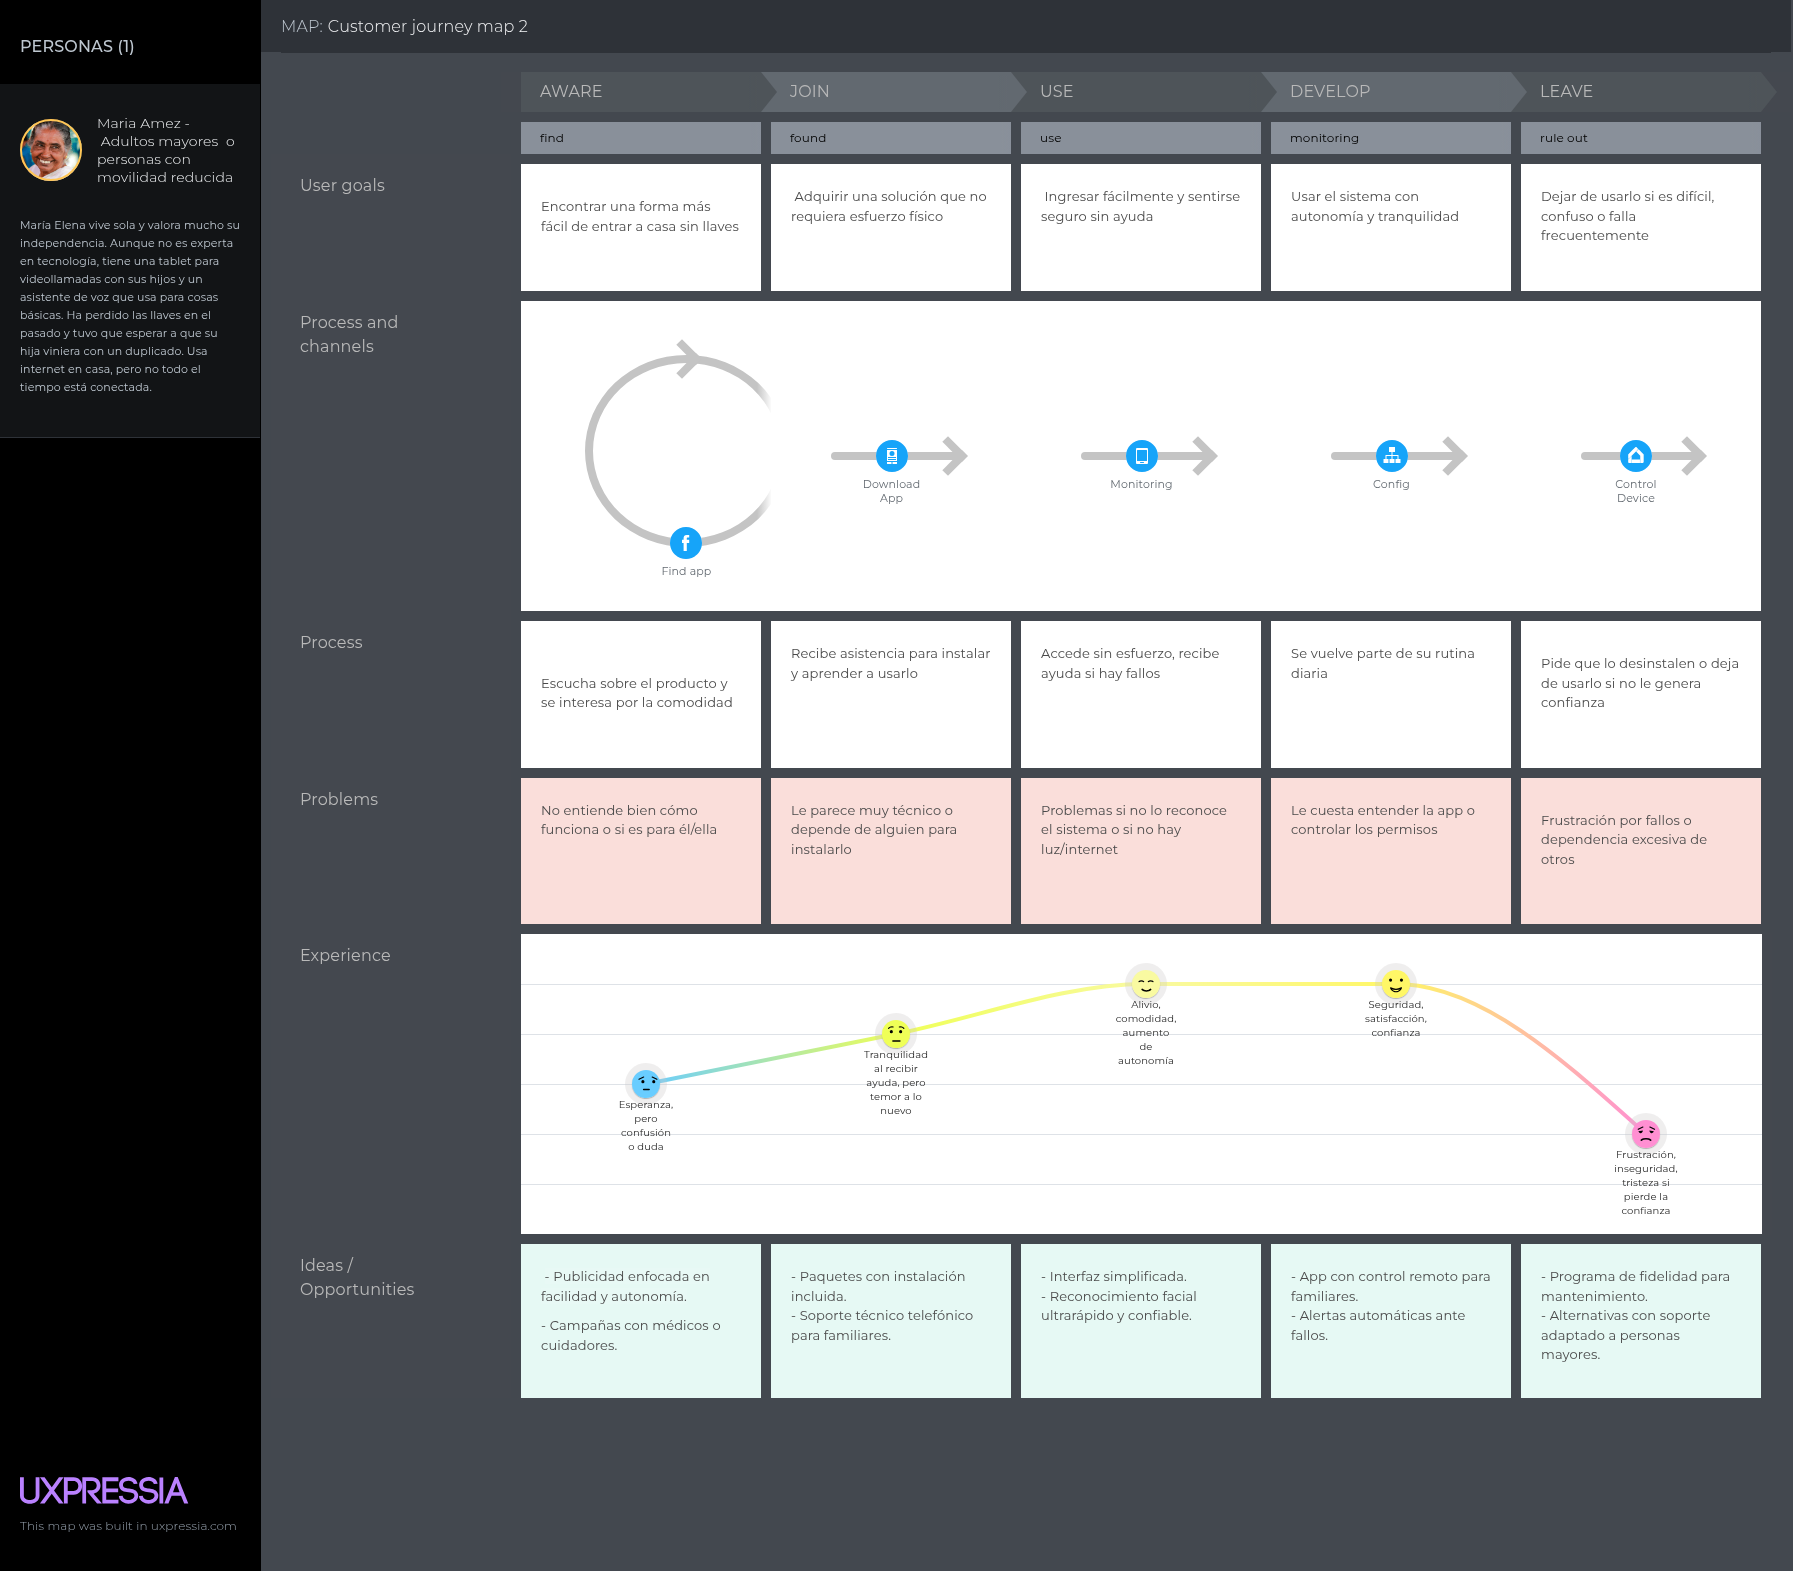 PERSONAS (1)
Maria Amez -
Adultos mayores o
personas con
movilidad reducida
María Elena vive sola y valora mucho su
independencia. Aunque no es experta
en tecnología, tiene una tablet para
videollamadas con sus hijos y un
asistente de voz que usa para cosas
básicas. Ha perdido las llaves en el
pasado y tuvo que esperar a que su
hija viniera con un duplicado. Usa
internet en casa, pero no todo el
tiempo está conectada.
UXPRESSIA
This map was built in uxpressia.com
MAP: Customer journey map 2
AWARE
JOIN
USE
DEVELOP
LEAVE
find
found
use
monitoring
rule out
User goals
Encontrar una forma más
fácil de entrar a casa sin llaves
Adquirir una solución que no
requiera esfuerzo físico
Ingresar fácilmente y sentirse
seguro sin ayuda
Usar el sistema con
autonomía y tranquilidad
Dejar de usarlo si es difícil,
confuso o falla
frecuentemente
Process and
channels
Find app
Download
App
Monitoring
Config
Control
Device
Process
Escucha sobre el producto y
se interesa por la comodidad
Recibe asistencia para instalar
y aprender a usarlo
Accede sin esfuerzo, recibe
ayuda si hay fallos
Se vuelve parte de su rutina
diaria
Pide que lo desinstalen o deja
de usarlo si no le genera
confianza
Problems
No entiende bien cómo
funciona o si es para él/ella
Le parece muy técnico o
depende de alguien para
instalarlo
Problemas si no lo reconoce
el sistema o si no hay
luz/internet
Le cuesta entender la app o
controlar los permisos
Frustración por fallos o
dependencia excesiva de
otros
Experience
Esperanza,
pero
confusión
o duda
Tranquilidad
al recibir
ayuda, pero
temor a lo
nuevo
Alivio,
comodidad,
aumento
de
autonomía
Seguridad,
satisfacción,
confianza
Frustración,
inseguridad,
tristeza si
pierde la
confianza
Ideas /
Opportunities
- Publicidad enfocada en
facilidad y autonomía.
- Campañas con médicos o
cuidadores.
- Paquetes con instalación
incluida.
- Soporte técnico telefónico
para familiares.
- Interfaz simplificada.
- Reconocimiento facial
ultrarápido y confiable.
- App con control remoto para
familiares.
- Alertas automáticas ante
fallos.
- Programa de fidelidad para
mantenimiento.
- Alternativas con soporte
adaptado a personas
mayores.